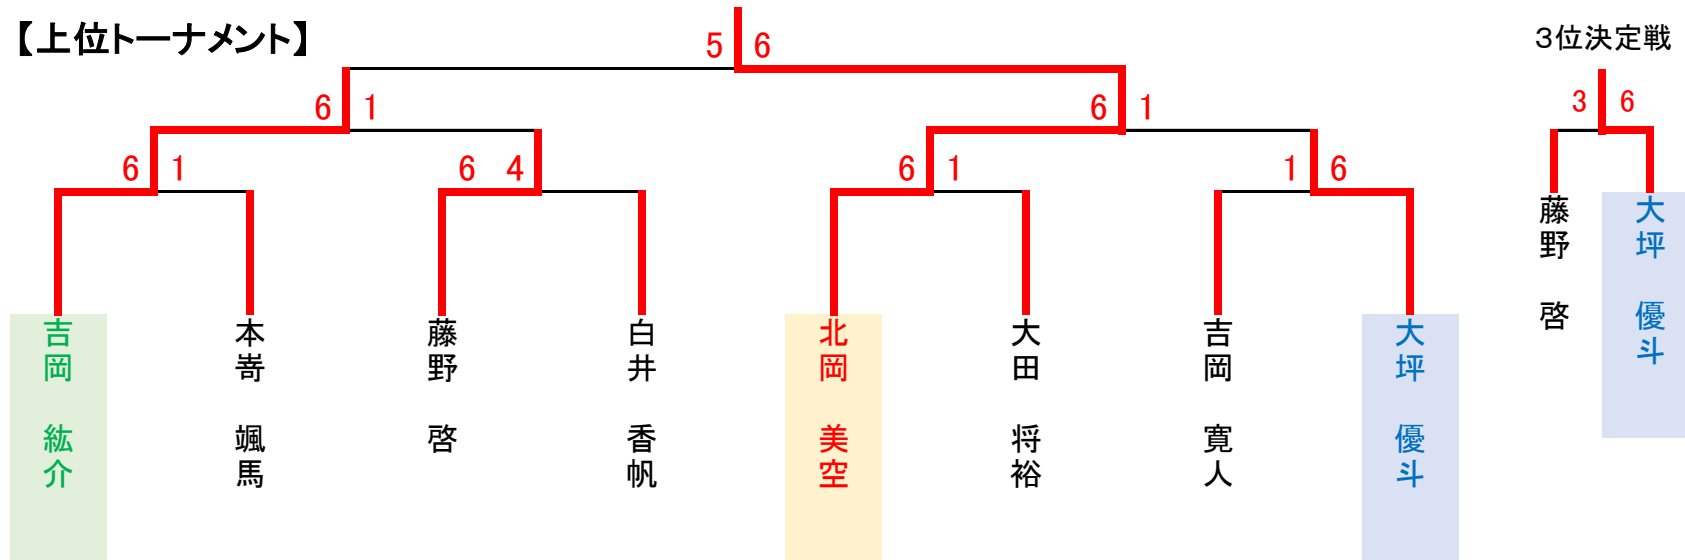 【上位トーナメント】
5 6
3位決定戦
6 1
6 1
3 6
6 1
6 4
6 1
1 6
吉岡 紘介
本嵜 颯馬
藤野 啓
白井 香帆
北岡 美空
大田 将裕
吉岡 寛人
大坪 優斗
藤野 啓
大坪 優斗